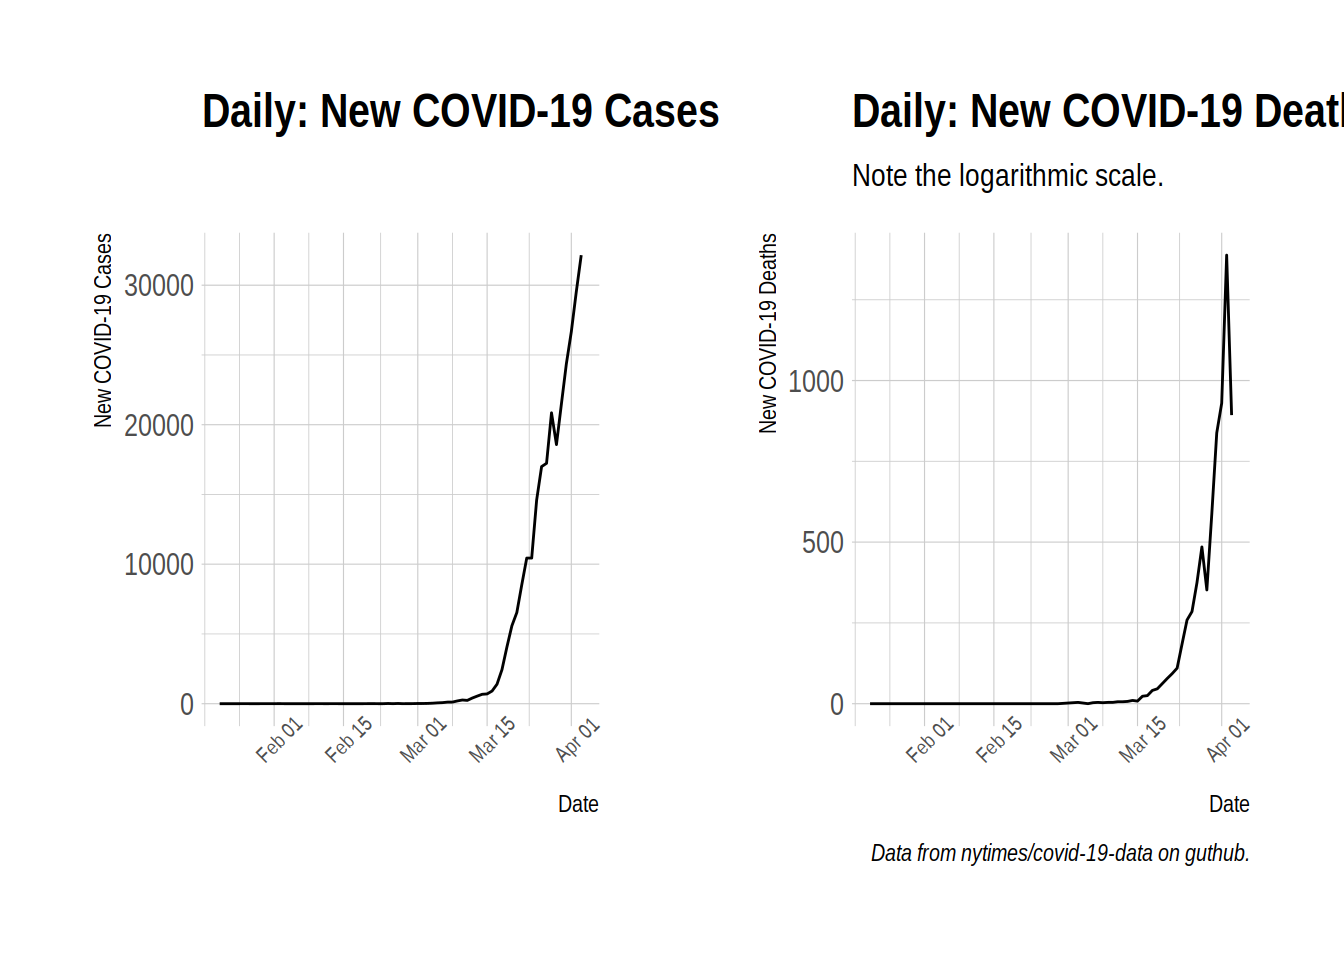 Daily: New COVID-19 Cases
New COVID-19 Cases
30000
20000
10000
0
Feb 01
Feb 15
Mar 01
Mar 15
Apr 01
Date
Daily: New COVID-19 Deat
Note the logarithmic scale.
New COVID-19 Deaths
1000
500
0
Feb 01
Feb 15
Mar 01
Mar 15
Apr 01
Date
Data from nytimes/covid-19-data on guthub.